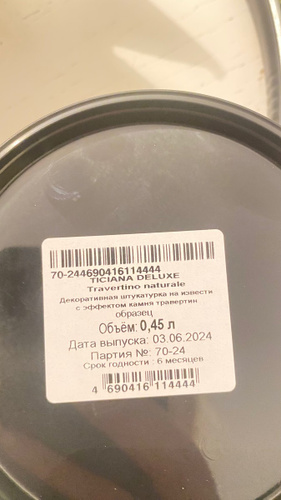 70-244690416114444
TICIANA DELUXE
Travertino naturale
Декоративная штукатурка на извести
с эффектом камня травертин
образец
Объём: 0,45 л
Дата выпуска: 03.06.2024
Партия №: 70-24
Срок годности : 6 месяцев
4 690416 114444